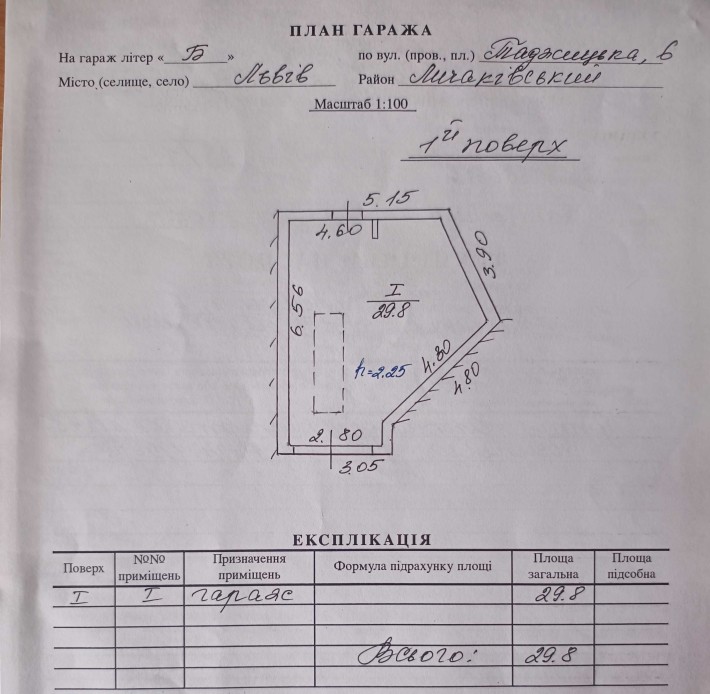 ПЛАН ГАРАЖА
На гараж літер « Б » по вул. (пров., пл.) Таджицька, 6
Місто (селище, село) Львів Район Личаківський
Масштаб 1:100
1й поверх
5.15
4.60
3.90
6.56
I
29.8
4.80
h=2.25
4.80
2.80
3.05
ЕКСПЛІКАЦІЯ
Поверх №№ приміщень Призначення приміщень Формула підрахунку площі Площа загальна Площа підсобна
I I гараж 29.8
Всього: 29.8